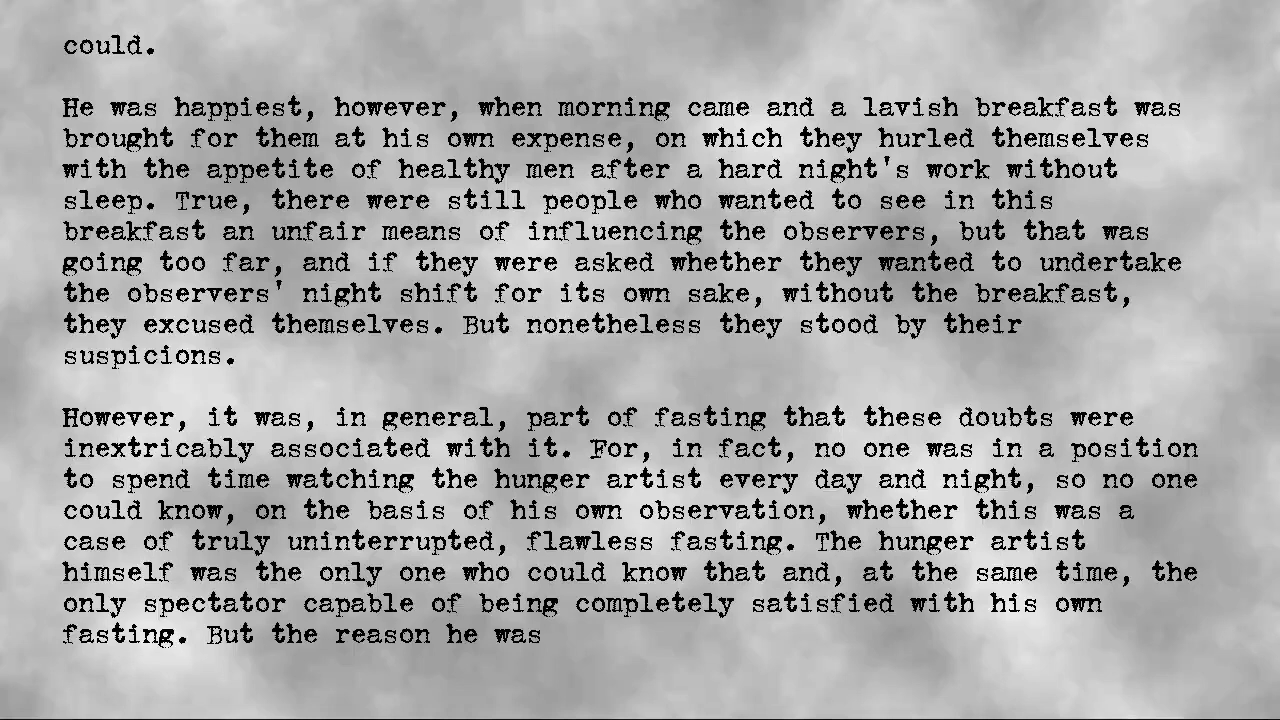 could.
He was happiest, however, when morning came and a lavish breakfast was
brought for them at his own expense, on which they hurled themselves
with the appetite of healthy men after a hard night's work without
sleep. True, there were still people who wanted to see in this
breakfast an unfair means of influencing the observers, but that was
going too far, and if they were asked whether they wanted to undertake
the observers' night shift for its own sake, without the breakfast,
they excused themselves. But nonetheless they stood by their
suspicions.
However, it was, in general, part of fasting that these doubts were
inextricably associated with it. For, in fact, no one was in a position
to spend time watching the hunger artist every day and night, so no one
could know, on the basis of his own observation, whether this was a
case of truly uninterrupted, flawless fasting. The hunger artist
himself was the only one who could know that and, at the same time, the
only spectator capable of being completely satisfied with his own
fasting. But the reason he was